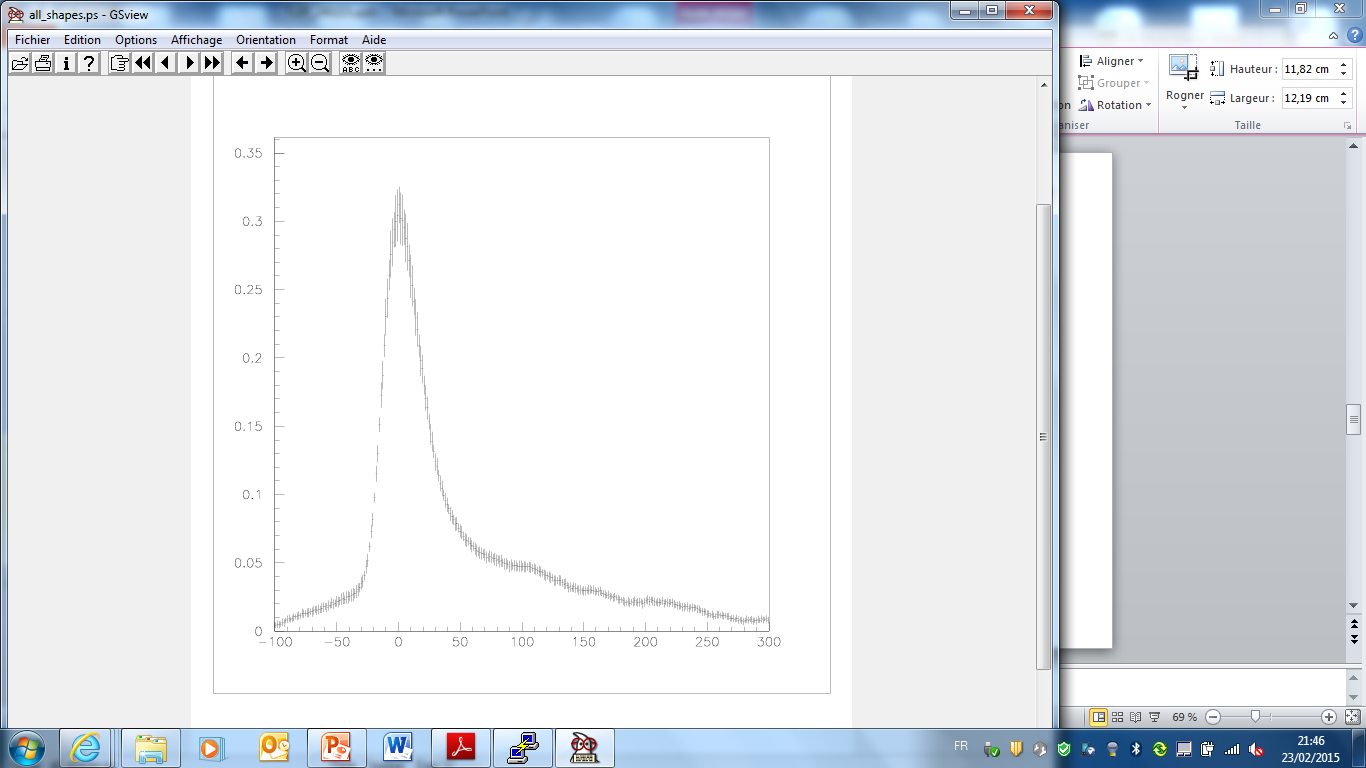 all_shapes.ps - GSview
Fichier Edition Options Affichage Orientation Format Aide
ABC
Aligner
Grouper
Rotation
Rogner
Hauteur : 11,82 cm
Largeur : 12,19 cm
Taille
0.35
0.3
0.25
0.2
0.15
0.1
0.05
0
−100 −50 0 50 100 150 200 250 300
69 %
FR
21:46
23/02/2015